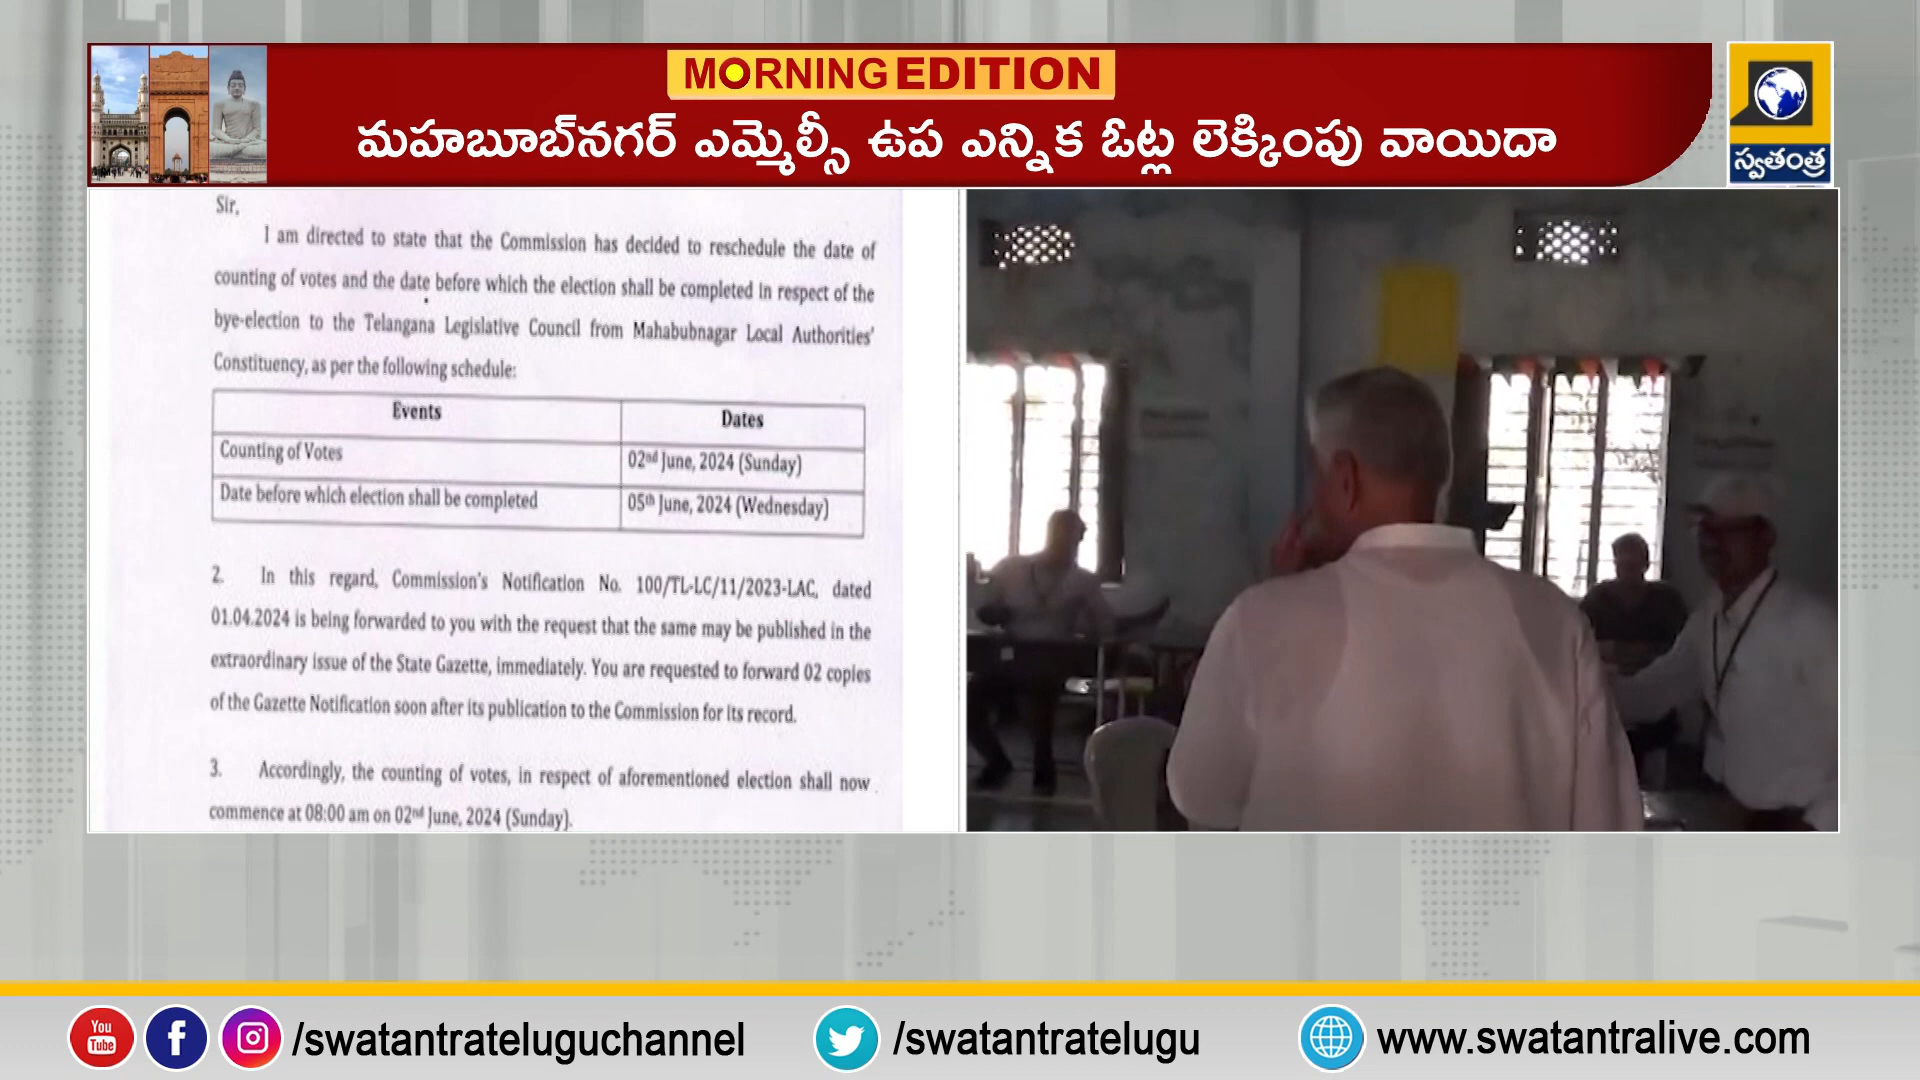 MORNING EDITION
మహబూబ్‌నగర్ ఎమ్మెల్సీ ఉప ఎన్నిక ఓట్ల లెక్కింపు వాయిదా
స్వతంత్ర
Sir,
I am directed to state that the Commission has decided to reschedule the date of
counting of votes and the date before which the election shall be completed in respect of the
bye-election to the Telangana Legislative Council from Mahabubnagar Local Authorities'
Constituency, as per the following schedule:
Events Dates
Counting of Votes 02nd June, 2024 (Sunday)
Date before which election shall be completed 05th June, 2024 (Wednesday)
2. In this regard, Commission's Notification No. 100/TL-LC/11/2023-LAC, dated
01.04.2024 is being forwarded to you with the request that the same may be published in the
extraordinary issue of the State Gazette, immediately. You are requested to forward 02 copies
of the Gazette Notification soon after its publication to the Commission for its record.
3. Accordingly, the counting of votes, in respect of aforementioned election shall now
commence at 08:00 am on 02nd June, 2024 (Sunday).
You
Tube
/swatantrateluguchannel
/swatantratelugu
www.swatantralive.com